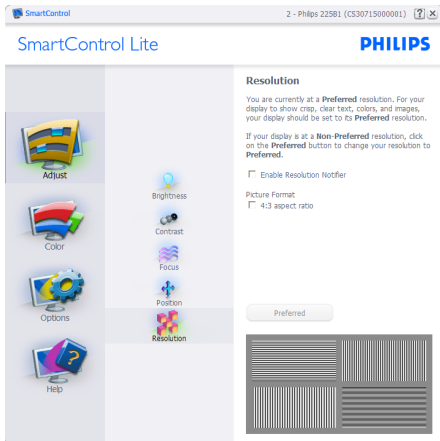 SmartControl
2 - Philips 225B1 (CS30715000001)
?
SmartControl Lite
PHILIPS
Adjust
Color
Options
Help
Brightness
Contrast
Focus
Position
Resolution
Resolution
You are currently at a Preferred resolution. For your
display to show crisp, clear text, colors, and images,
your display should be set to its Preferred resolution.
If your display is at a Non-Preferred resolution, click
on the Preferred button to change your resolution to
Preferred.
Enable Resolution Notifier
Picture Format
4:3 aspect ratio
Preferred